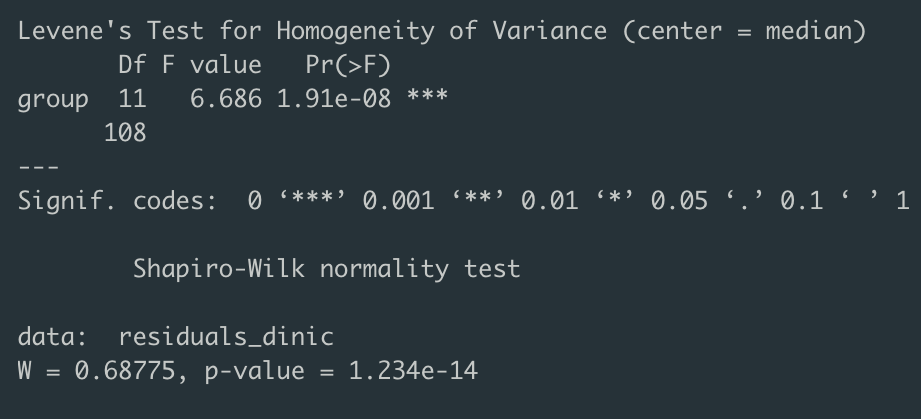 Levene's Test for Homogeneity of Variance (center = median)
Df F value Pr(>F)
group 11 6.686 1.91e-08 ***
108
---
Signif. codes: 0 ‘***’ 0.001 ‘**’ 0.01 ‘*’ 0.05 ‘.’ 0.1 ‘ ’ 1
Shapiro-Wilk normality test
data: residuals_dinic
W = 0.68775, p-value = 1.234e-14